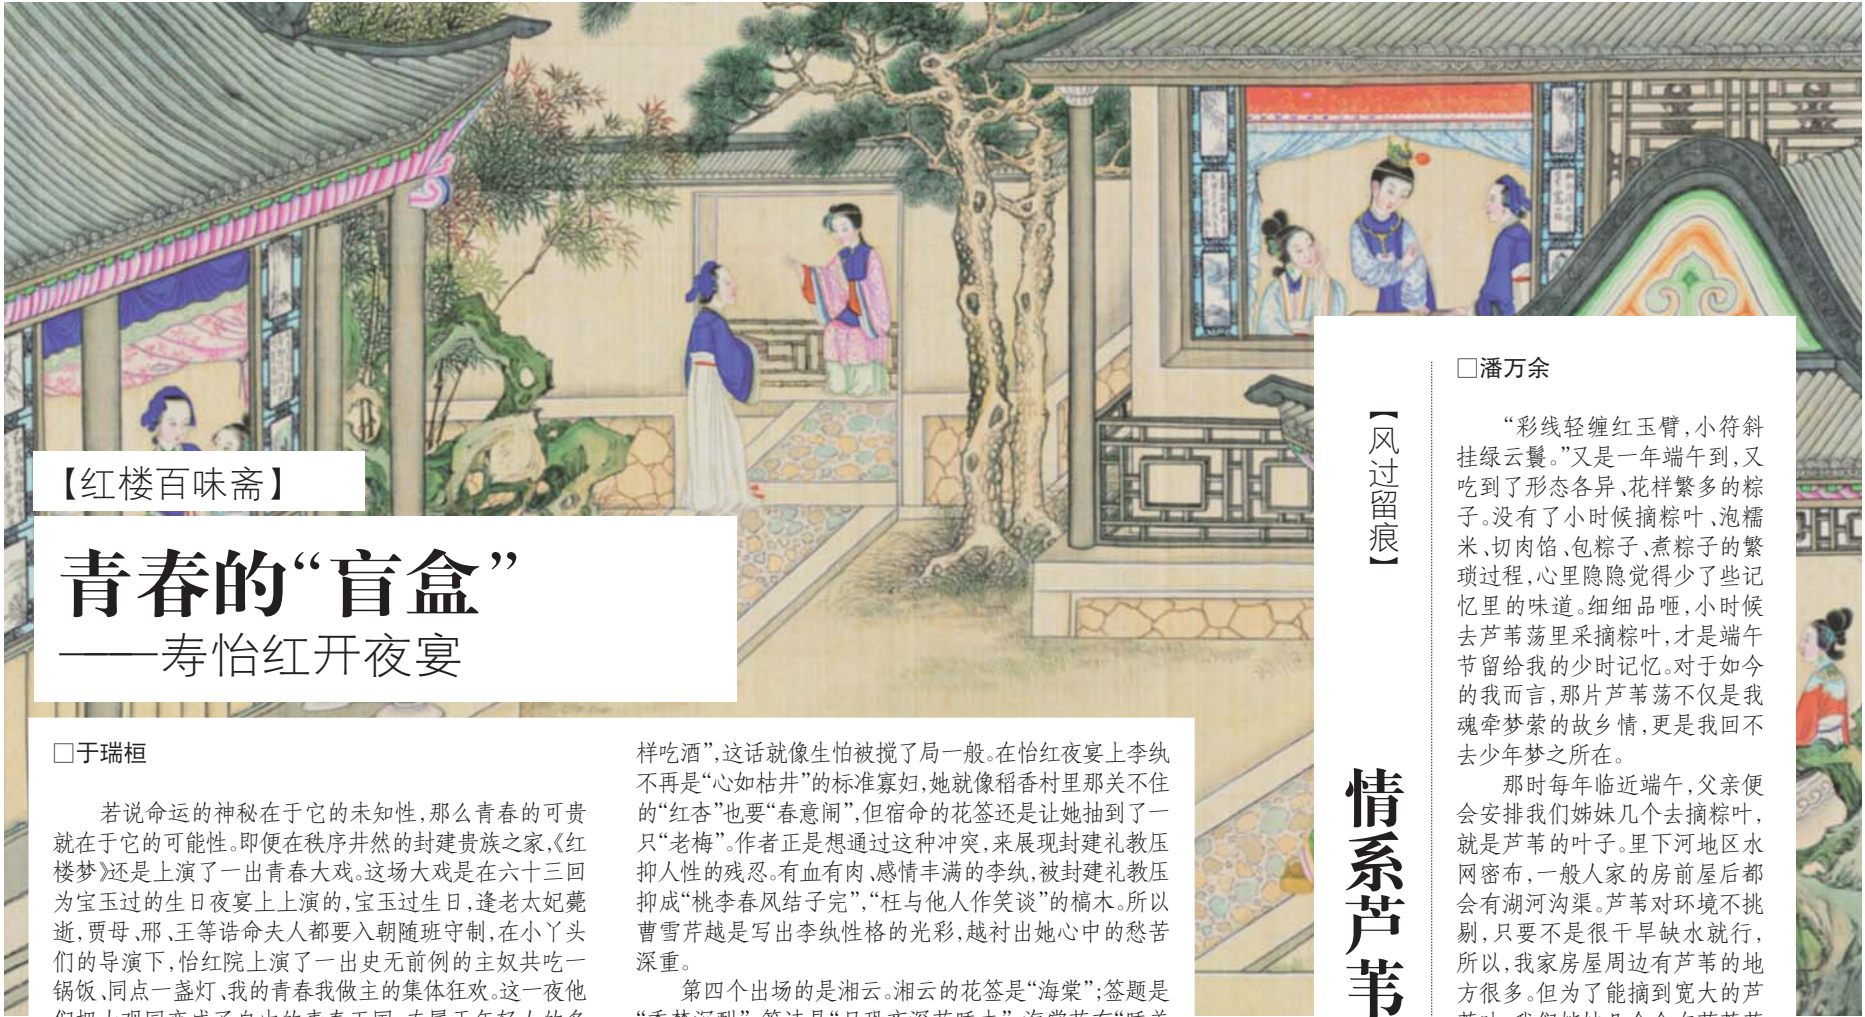 【红楼百味斋】
青春的“盲盒”
——寿怡红开夜宴
□于瑞桓
若说命运的神秘在于它的未知性,那么青春的可贵
就在于它的可能性。即便在秩序井然的封建贵族之家,《红
楼梦》还是上演了一出青春大戏。这场大戏是在六十三回
为宝玉过的生日夜宴上上演的,宝玉过生日,逢老太妃薨
逝,贾母、邢、王等诰命夫人都要入朝随班守制,在小丫头
们的导演下,怡红院上演了一出史无前例的主奴共吃一
锅饭、同点一盏灯、我的青春我做主的集体狂欢。这一夜他
样吃酒”,这话就像生怕被搅了局一般。在怡红夜宴上李纨
不再是“心如枯井”的标准寡妇,她就像稻香村里那关不住
的“红杏”也要“春意闹”,但宿命的花签还是让她抽到了一
只“老梅”。作者正是想通过这种冲突,来展现封建礼教压
抑人性的残忍。有血有肉、感情丰满的李纨,被封建礼教压
抑成“桃李春风结子完”,“枉与他人作笑谈”的槁木。所以
曹雪芹越是写出李纨性格的光彩,越衬出她心中的愁苦
深重。
第四个出场的是湘云。湘云的花签是“海棠”;签题是
【风过留痕】
情系芦苇
□潘万余
“彩线轻缠红玉臂,小符斜
挂绿云鬟。”又是一年端午到,又
吃到了形态各异、花样繁多的粽
子。没有了小时候摘粽叶、泡糯
米、切肉馅、包粽子、煮粽子的繁
琐过程,心里隐隐觉得少了些记
忆里的味道。细细品咂,小时候
去芦苇荡里采摘粽叶,才是端午
节留给我的少时记忆。对于如今
的我而言,那片芦苇荡不仅是我
魂牵梦萦的故乡情,更是我回不
去少年梦之所在。
那时每年临近端午,父亲便
会安排我们姊妹几个去摘粽叶,
就是芦苇的叶子。里下河地区水
网密布,一般人家的房前屋后都
会有湖河沟渠。芦苇对环境不挑
剔,只要不是很干旱缺水就行,
所以,我家房屋周边有芦苇的地
方很多。但为了能摘到宽大的芦